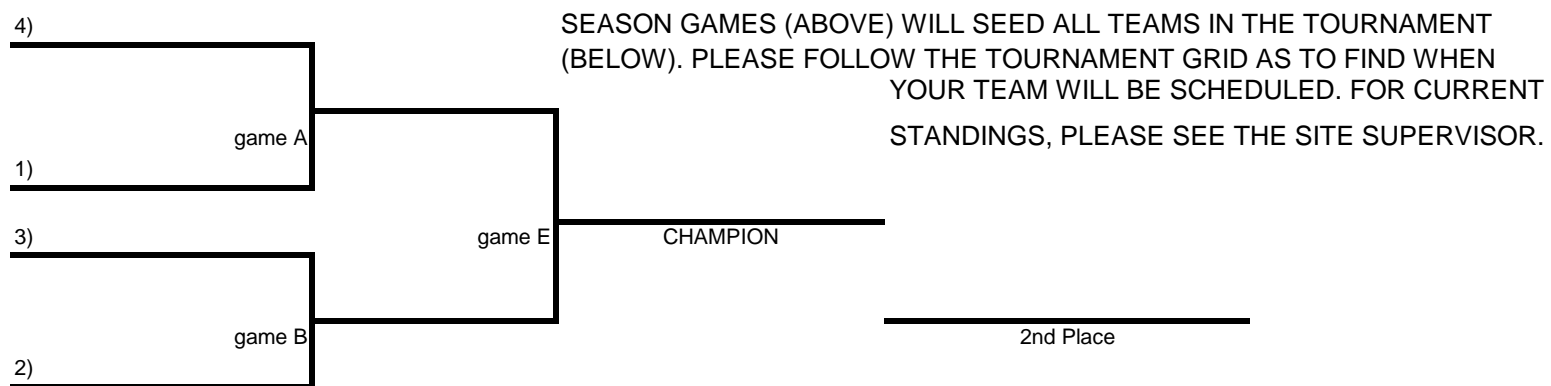 4)
SEASON GAMES (ABOVE) WILL SEED ALL TEAMS IN THE TOURNAMENT
(BELOW). PLEASE FOLLOW THE TOURNAMENT GRID AS TO FIND WHEN
YOUR TEAM WILL BE SCHEDULED. FOR CURRENT
STANDINGS, PLEASE SEE THE SITE SUPERVISOR.
game A
1)
3)
game E
CHAMPION
game B
2nd Place
2)